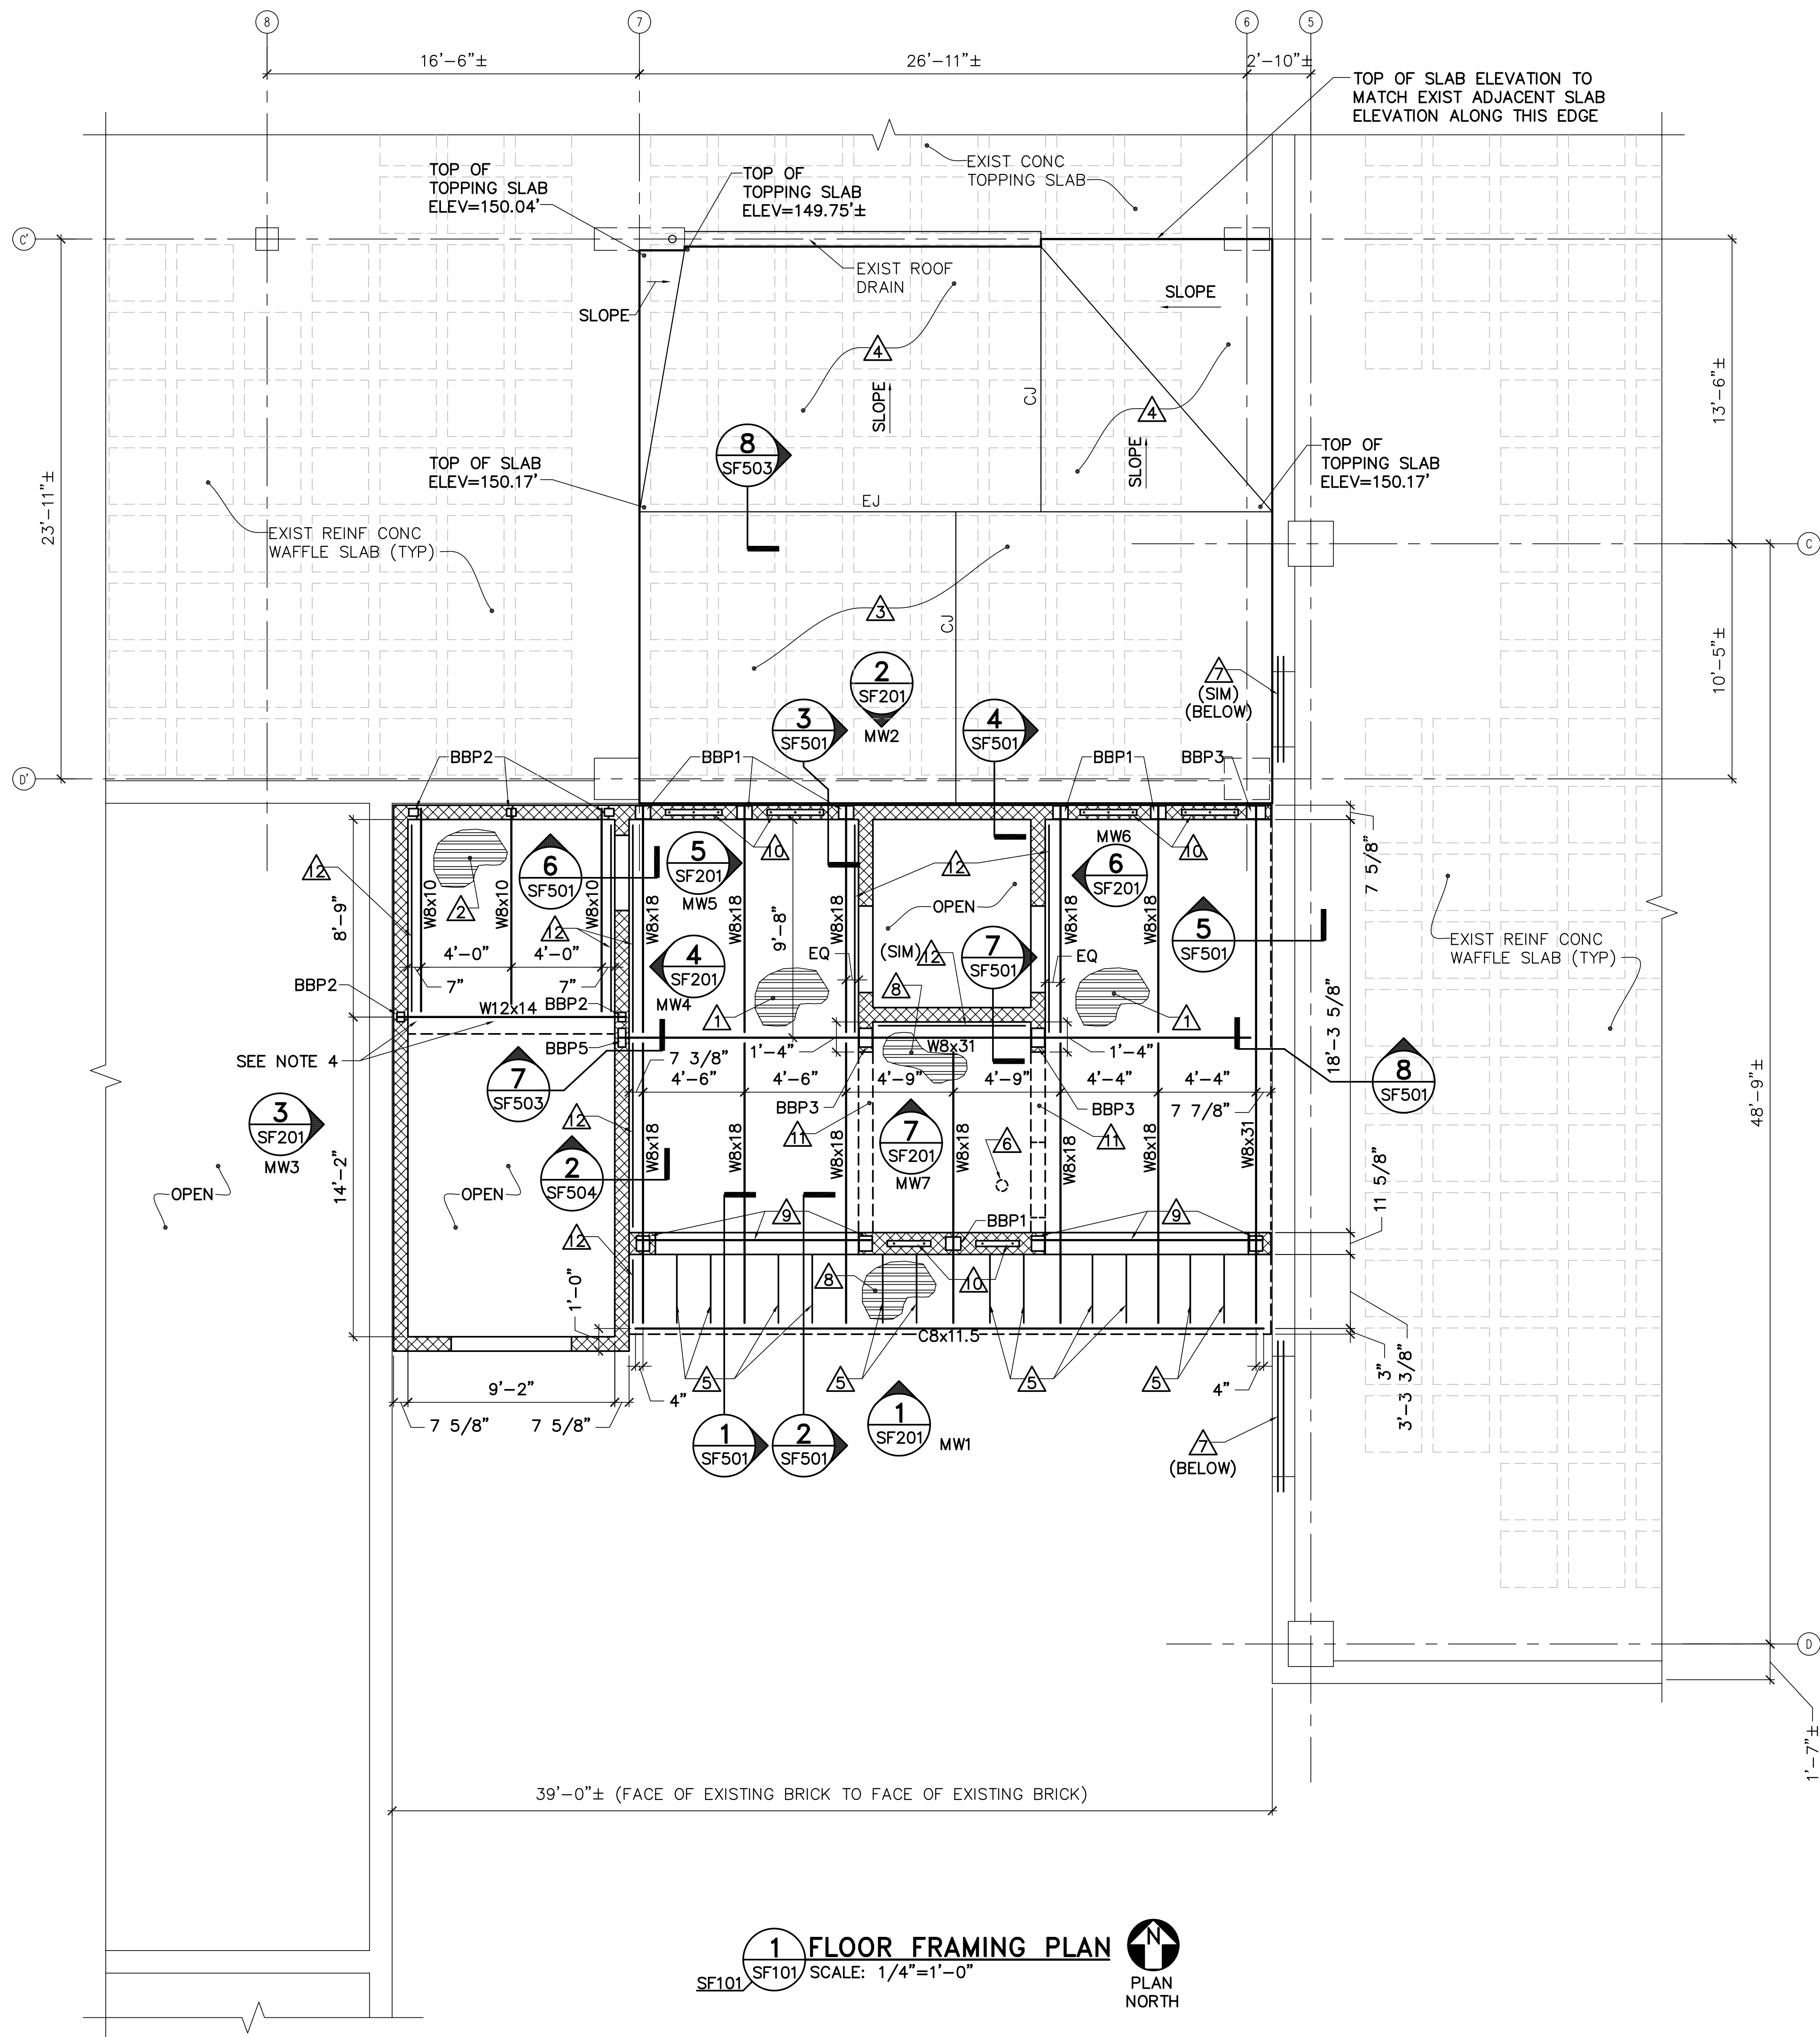 8
7
6
5
16'-6"±
26'-11"±
2'-10"±
TOP OF SLAB ELEVATION TO
MATCH EXIST ADJACENT SLAB
ELEVATION ALONG THIS EDGE
EXIST CONC
TOPPING SLAB
TOP OF
TOPPING SLAB
ELEV=150.04'
TOP OF
TOPPING SLAB
ELEV=149.75'±
C'
EXIST ROOF
DRAIN
SLOPE
SLOPE
4
SLOPE
CJ
4
SLOPE
13'-6"±
8
SF503
TOP OF SLAB
ELEV=150.17'
TOP OF
TOPPING SLAB
ELEV=150.17'
EJ
23'-11"±
EXIST REINF CONC
WAFFLE SLAB (TYP)
C
3
CJ
2
SF201
MW2
7
(SIM)
(BELOW)
10'-5"±
3
SF501
4
SF501
D'
BBP2
BBP1
BBP1
BBP3
12
8'-9"
2
W8x10
W8x10
W8x10
6
SF501
12
4'-0"
4'-0"
7"
7"
5
SF201
MW5
10
W8x18
W8x18
9'-8"
W8x18
4
SF201
MW4
EQ
1
12
OPEN
(SIM)
12
7
SF501
8
MW6
6
SF201
10
W8x18
W8x18
EQ
1
5
SF501
7 5/8"
18'-3 5/8"
EXIST REINF CONC
WAFFLE SLAB (TYP)
BBP2
W12x14
BBP2
BBP5
SEE NOTE 4
7
SF503
7 3/8"
1'-4"
W8x31
1'-4"
4'-6"
4'-6"
4'-9"
4'-9"
4'-4"
4'-4"
8
SF501
48'-9"±
3
SF201
MW3
12
BBP3
11
BBP3
11
7 7/8"
W8x18
W8x18
W8x18
W8x18
W8x18
W8x18
W8x31
7
SF201
MW7
6
14'-2"
OPEN
OPEN
2
SF504
11 5/8"
12
9
BBP1
9
8
10
1'-0"
C8x11.5
5
5
5
5
4"
4"
3"
3'-3 3/8"
9'-2"
7 5/8"
7 5/8"
1
SF501
2
SF501
1
SF201
MW1
7
(BELOW)
D
1'-7"±
39'-0"± (FACE OF EXISTING BRICK TO FACE OF EXISTING BRICK)
1
SF101
SF101
FLOOR FRAMING PLAN
SCALE: 1/4"=1'-0"
N
PLAN
NORTH